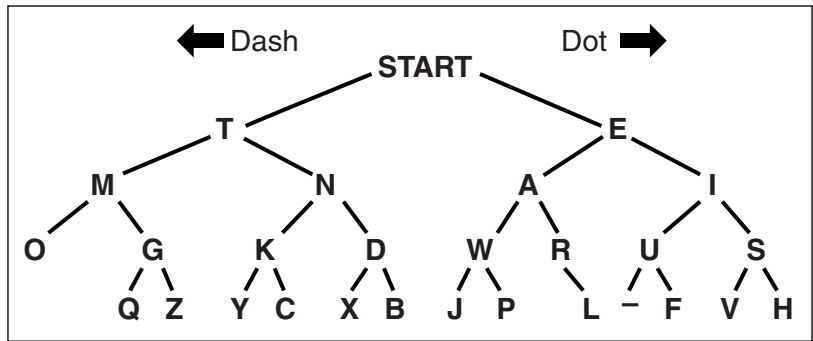 Dash Dot
START
T E
M N A I
O G K D W R U S
Q Z Y C X B J P L – F V H